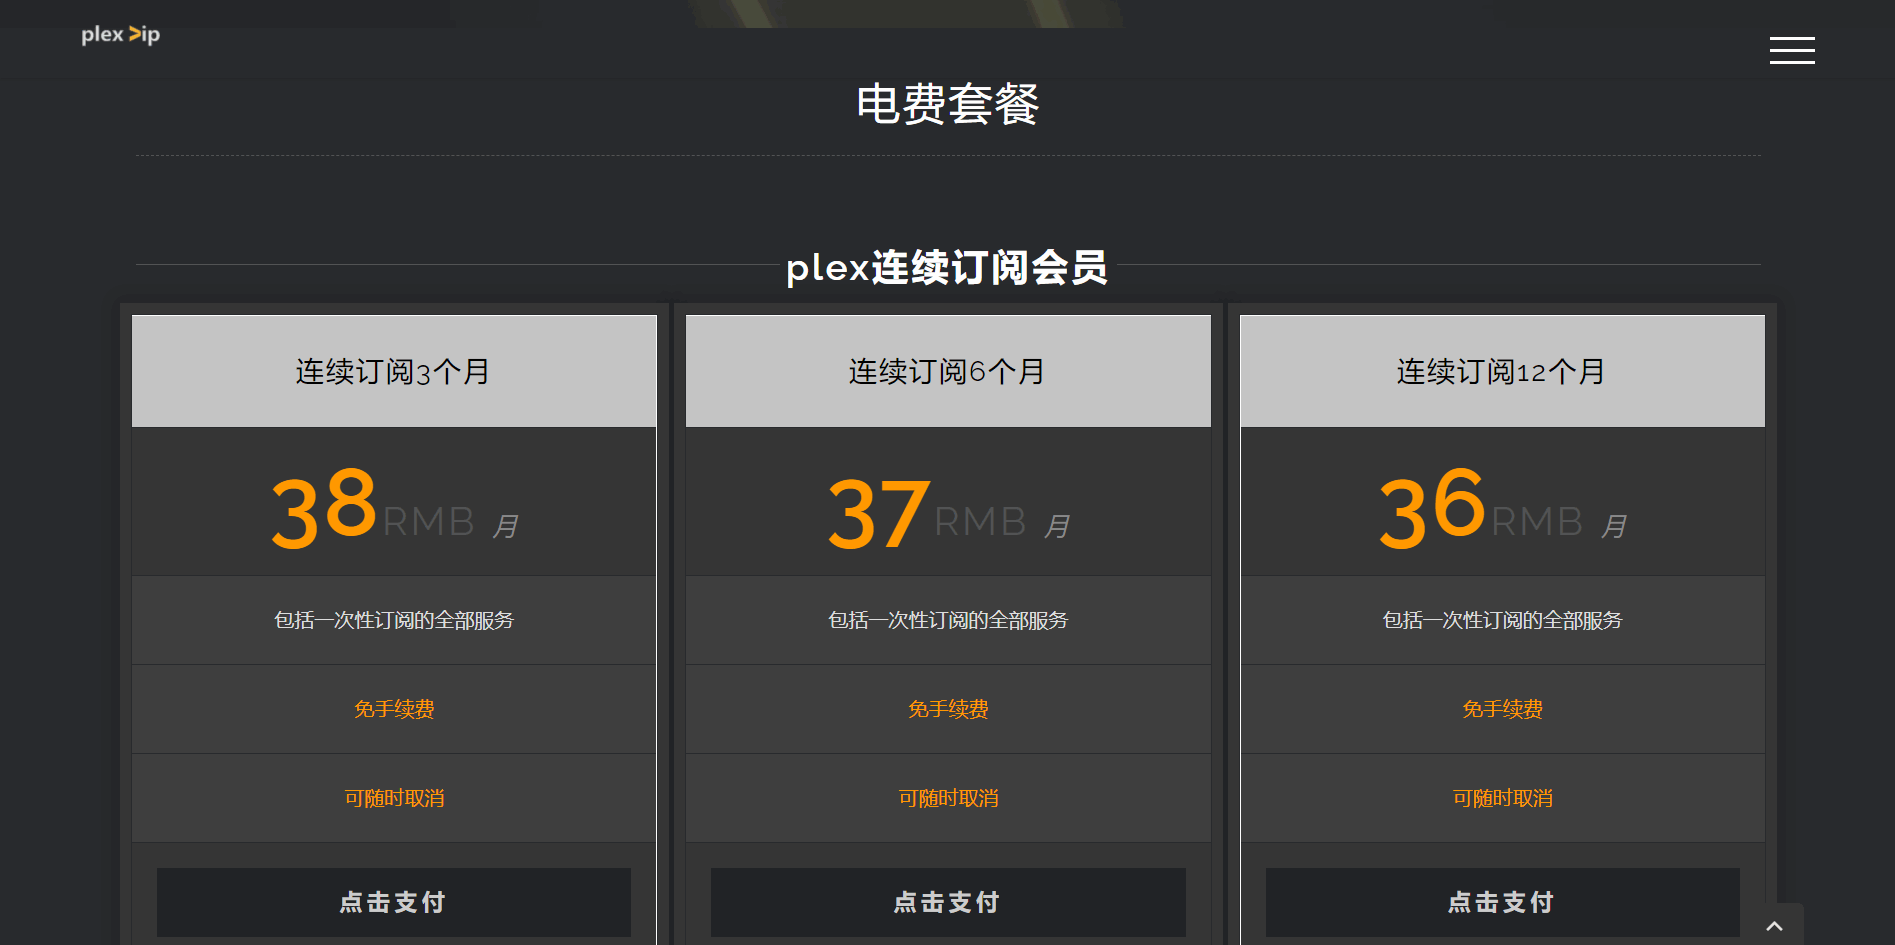 plex >ip
电费套餐
plex连续订阅会员
连续订阅3个月
38RMB 月
包括一次性订阅的全部服务
免手续费
可随时取消
点击支付
连续订阅6个月
37RMB 月
包括一次性订阅的全部服务
免手续费
可随时取消
点击支付
连续订阅12个月
36RMB 月
包括一次性订阅的全部服务
免手续费
可随时取消
点击支付